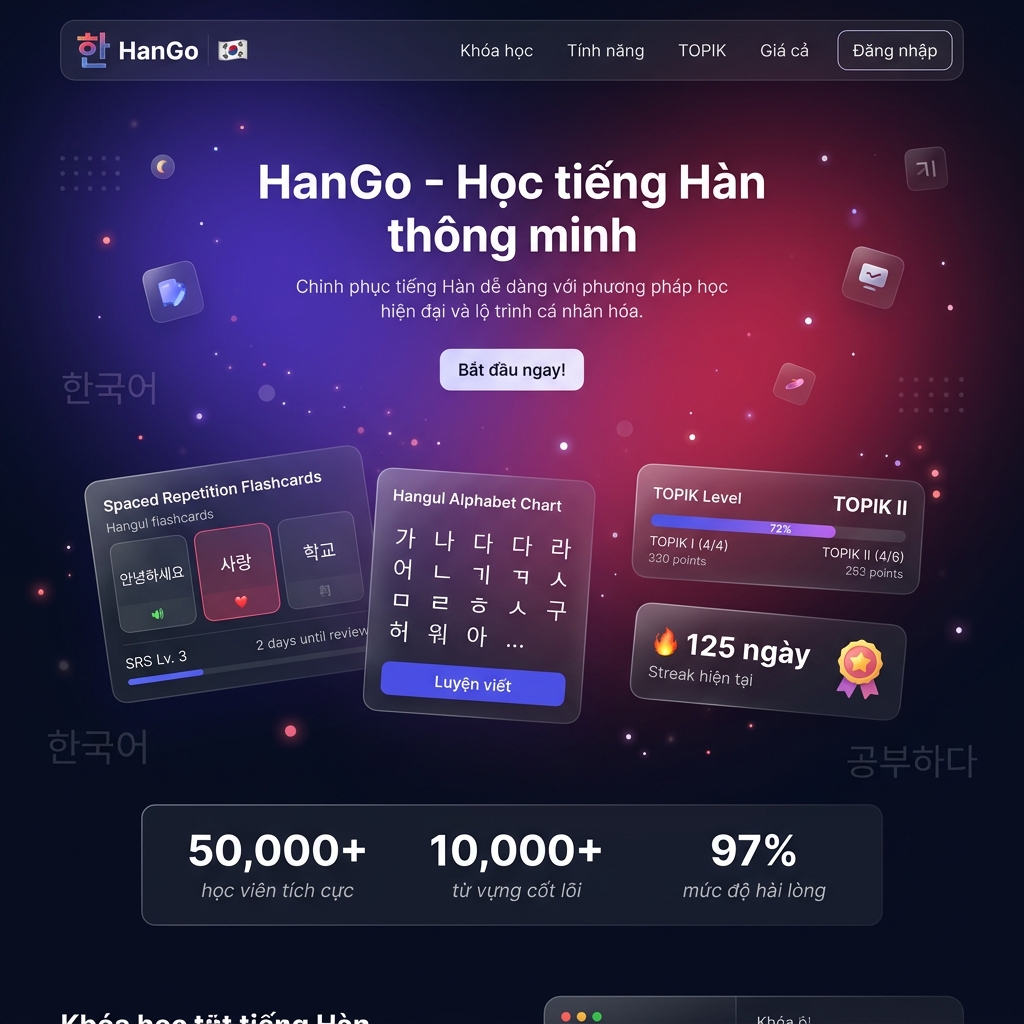 한 HanGo
Khóa học
Tính năng
TOPIK
Giá cả
Đăng nhập
HanGo - Học tiếng Hàn
thông minh
Chinh phục tiếng Hàn dễ dàng với phương pháp học
hiện đại và lộ trình cá nhân hóa.
Bắt đầu ngay!
한국어
Spaced Repetition Flashcards
Hangul flashcards
안녕하세요
사랑
학교
SRS Lv. 3
2 days until review
Hangul Alphabet Chart
가 나 다 다 라
어 ㄴ 기 ㅋ ㅅ
ㅁ ㄹ ㅎ ㅅ 구
허 워 아 ...
Luyện viết
TOPIK Level
TOPIK II
72%
TOPIK I (4/4)
330 points
TOPIK II (4/6)
263 points
125 ngày
Streak hiện tại
한국어
공부하다
50,000+
học viên tích cực
10,000+
từ vựng cốt lõi
97%
mức độ hài lòng
tiếng Hàn